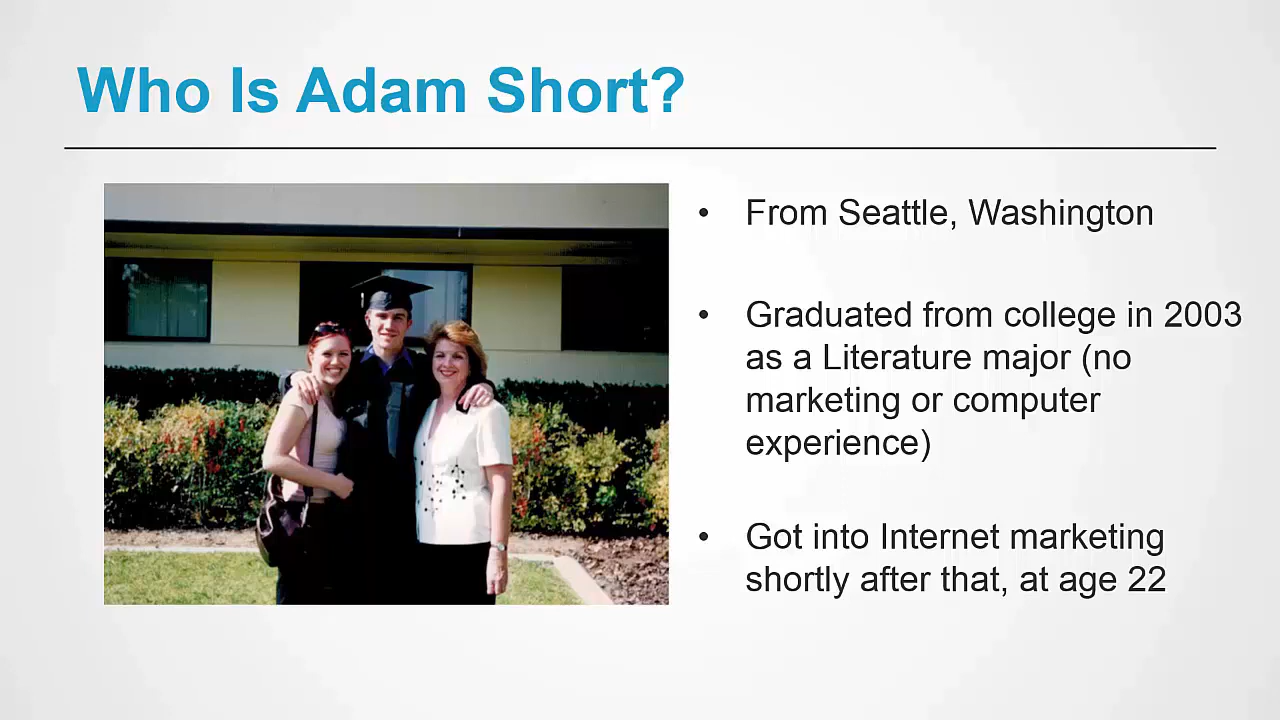 Who Is Adam Short?
• From Seattle, Washington
• Graduated from college in 2003
as a Literature major (no
marketing or computer
experience)
• Got into Internet marketing
shortly after that, at age 22